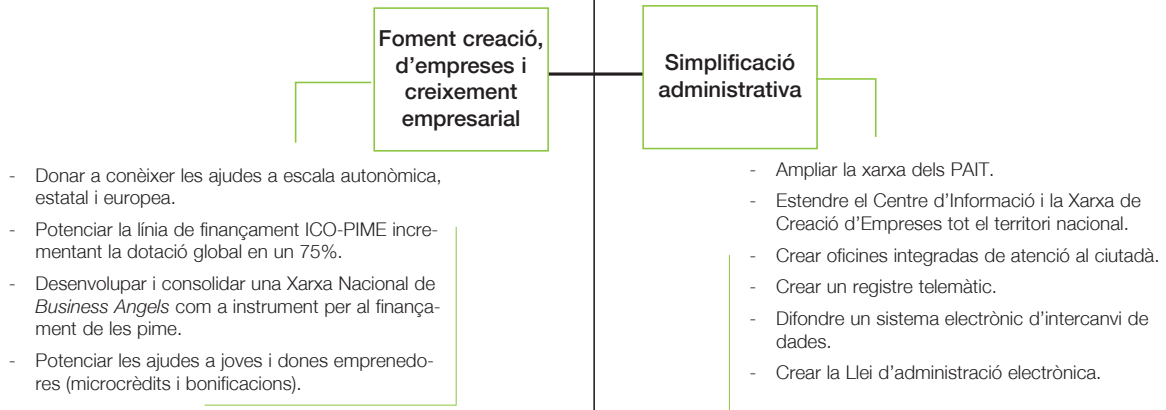 Foment creació,
d'empreses i
creixement
empresarial
Simplificació
administrativa
- Donar a conèixer les ajudes a escala autonòmica,
estatal i europea.
- Potenciar la línia de finançament ICO-PIME incre-
mentant la dotació global en un 75%.
- Desenvolupar i consolidar una Xarxa Nacional de
Business Angels com a instrument per al finança-
ment de les pime.
- Potenciar les ajudes a joves i dones emprenedo-
res (microcrèdits i bonificacions).
- Ampliar la xarxa dels PAIT.
- Estendre el Centre d'Informació i la Xarxa de
Creació d'Empreses tot el territori nacional.
- Crear oficines integradas de atenció al ciutadà.
- Crear un registre telemàtic.
- Difondre un sistema electrònic d'intercanvi de
dades.
- Crear la Llei d'administració electrònica.